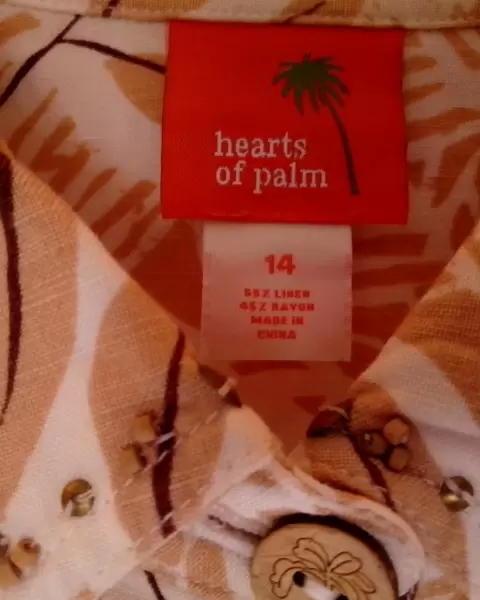 hearts
of palm
14
55% LINEN
45% RAYON
MADE IN
CHINA